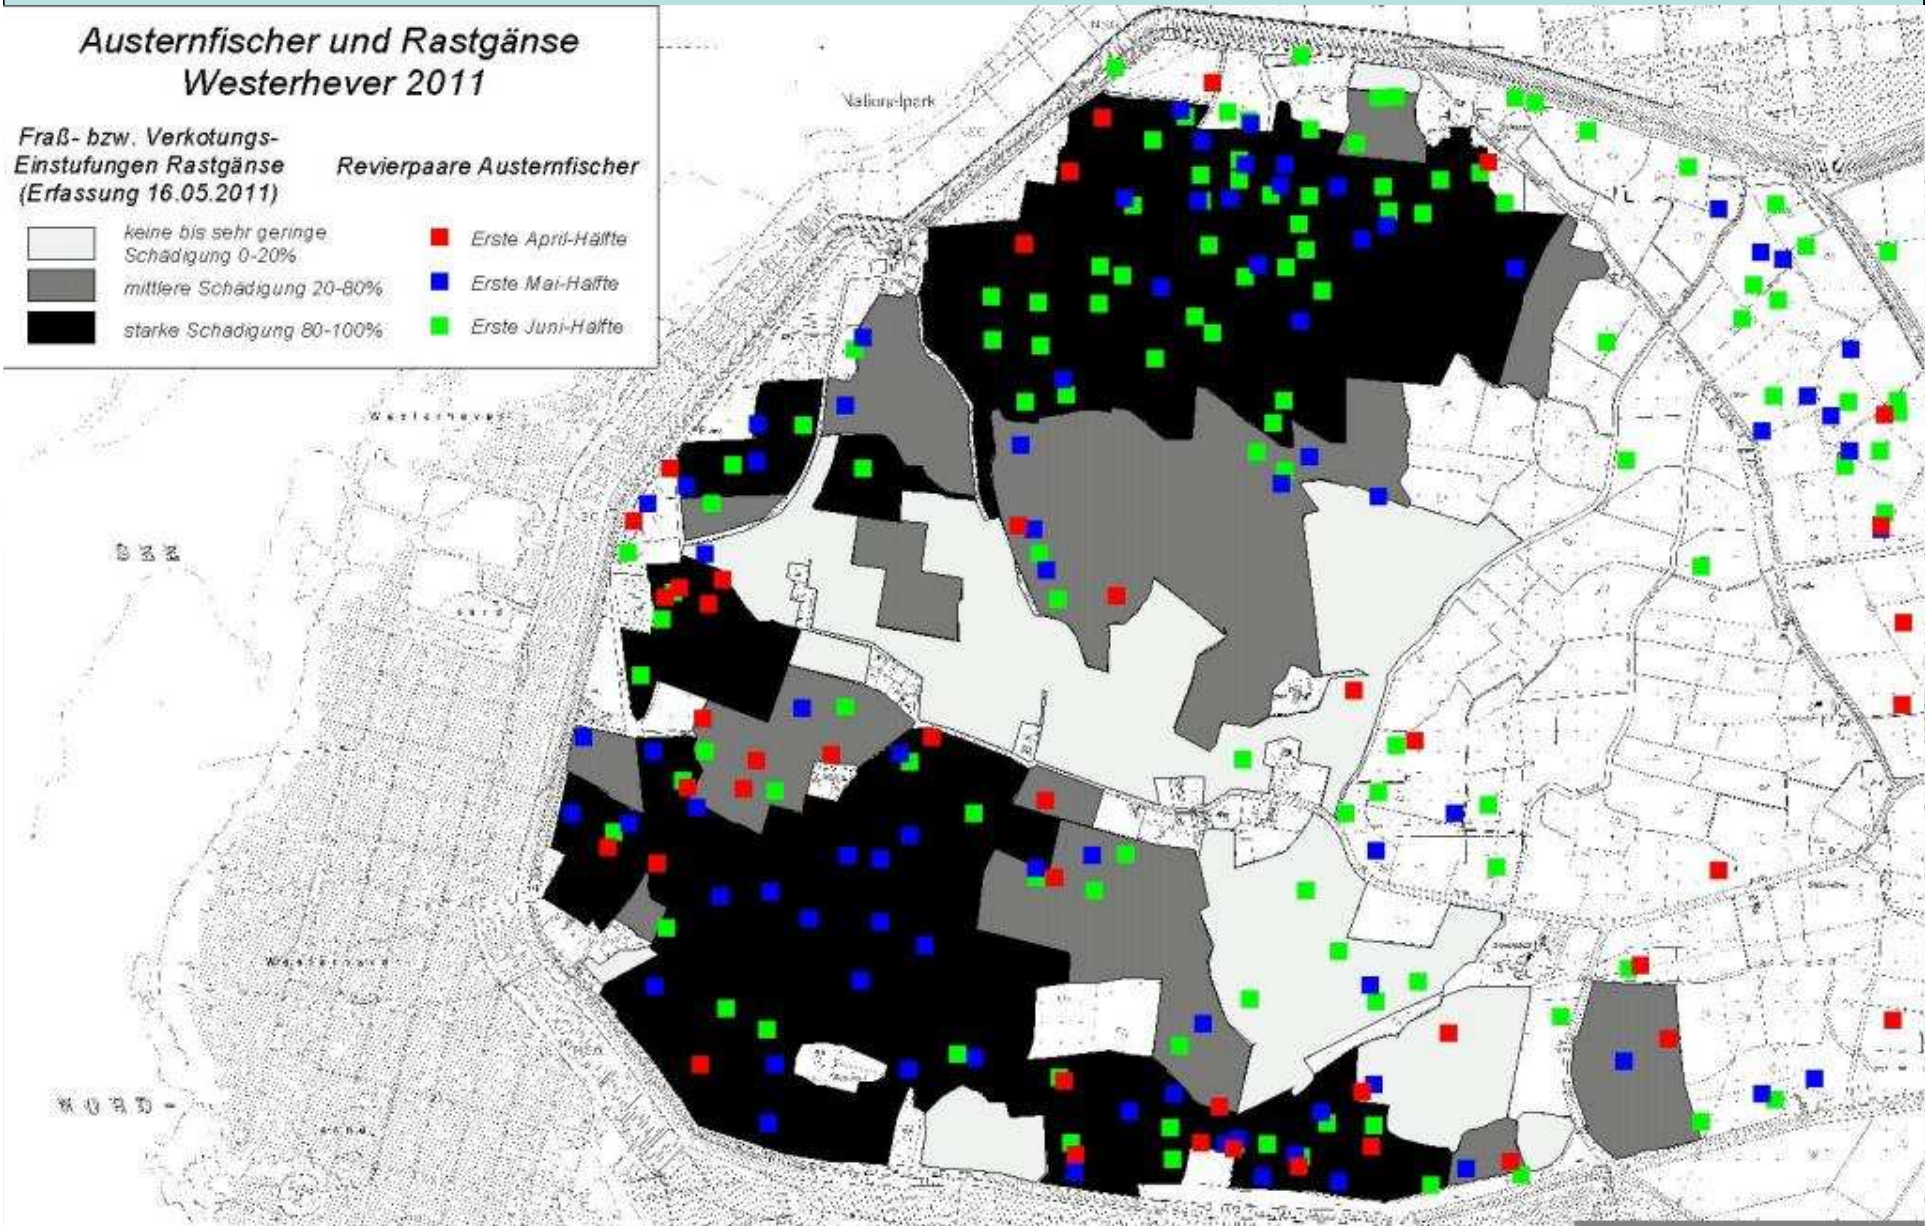 Austernfischer und Rastgänse
Westerhever 2011
Fraß- bzw. Verkotungs-
Einstufungen Rastgänse
(Erfassung 16.05.2011)
Revierpaare Austernfischer
keine bis sehr geringe
Schädigung 0-20%
mittlere Schädigung 20-80%
starke Schädigung 80-100%
Erste April-Hälfte
Erste Mai-Hälfte
Erste Juni-Hälfte
Nationalpark
Westerhever